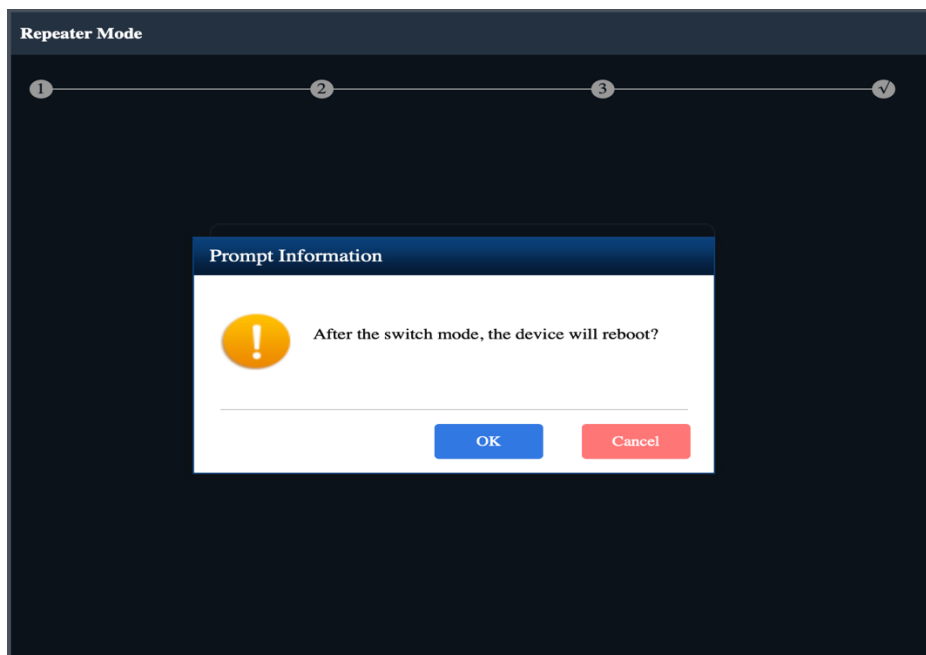 Repeater Mode
1 2 3 √
Prompt Information
!
After the switch mode, the device will reboot?
OK Cancel